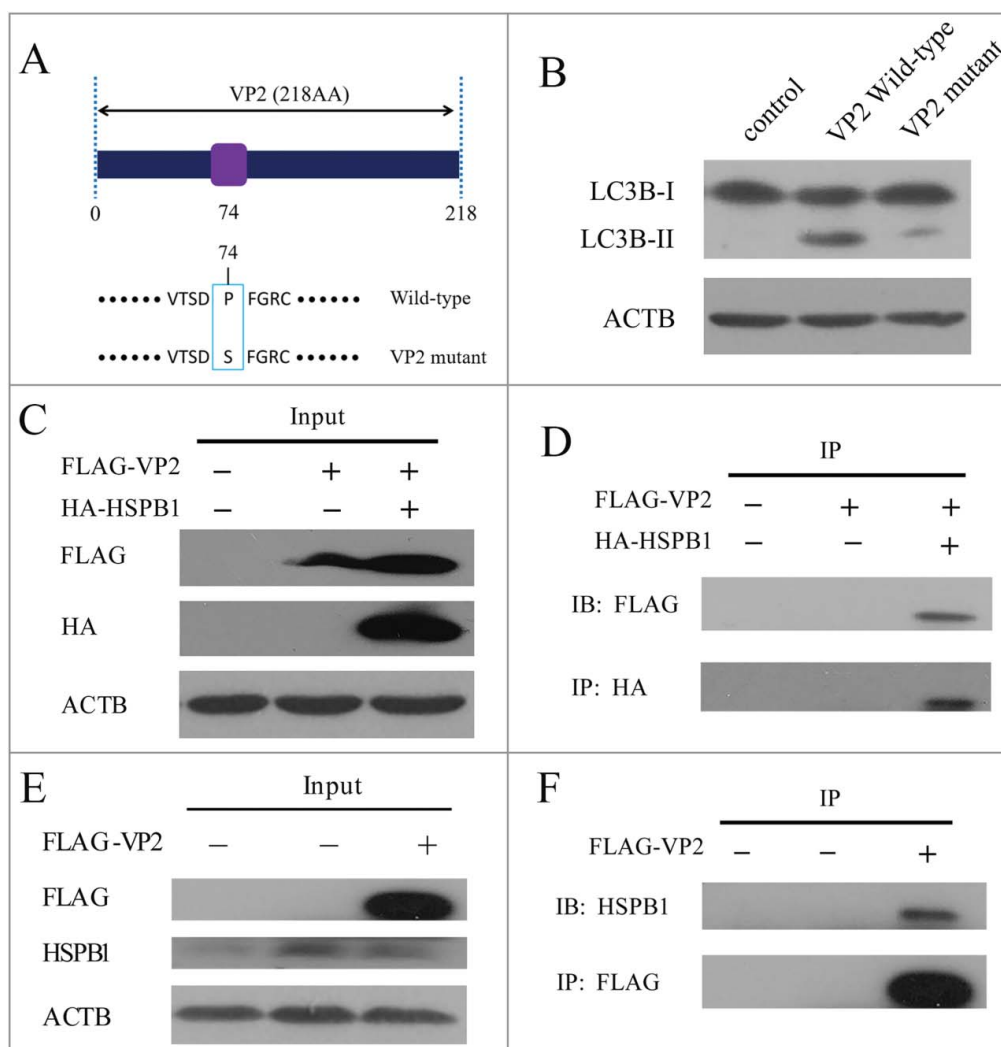 A
VP2 (218AA)
0 74 218
74
•••••• VTSD P FGRC •••••• Wild-type
•••••• VTSD S FGRC •••••• VP2 mutant
B
control VP2 Wild-type VP2 mutant
LC3B-I
LC3B-II
ACTB
C
Input
FLAG-VP2 – + +
HA-HSPB1 – – +
FLAG
HA
ACTB
D
IP
FLAG-VP2 – + +
HA-HSPB1 – – +
IB: FLAG
IP: HA
E
Input
FLAG-VP2 – – +
FLAG
HSPB1
ACTB
F
IP
FLAG-VP2 – – +
IB: HSPB1
IP: FLAG